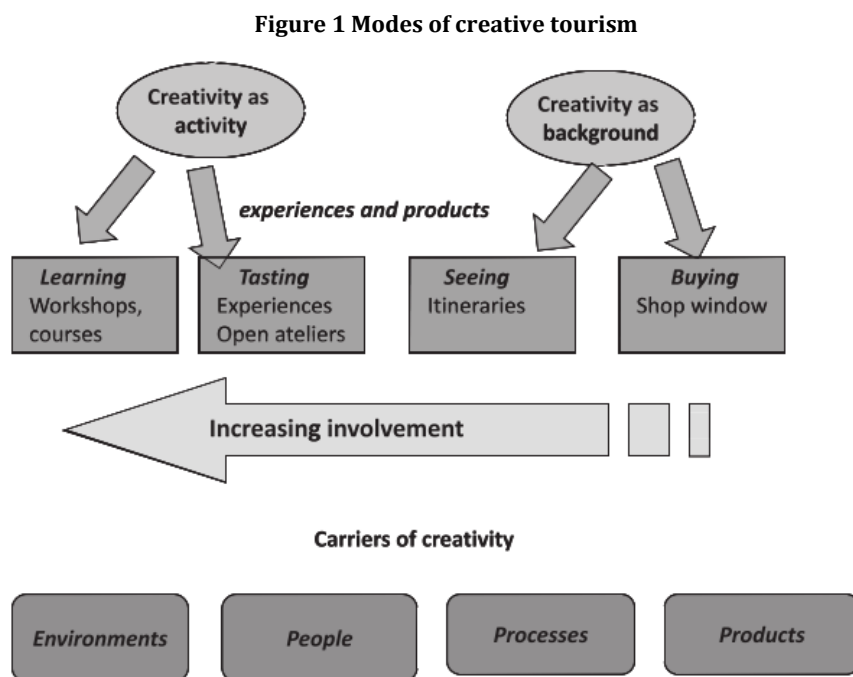 Figure 1 Modes of creative tourism
Creativity as
activity
Creativity as
background
experiences and products
Learning
Workshops,
courses
Tasting
Experiences
Open ateliers
Seeing
Itineraries
Buying
Shop window
Increasing involvement
Carriers of creativity
Environments
People
Processes
Products